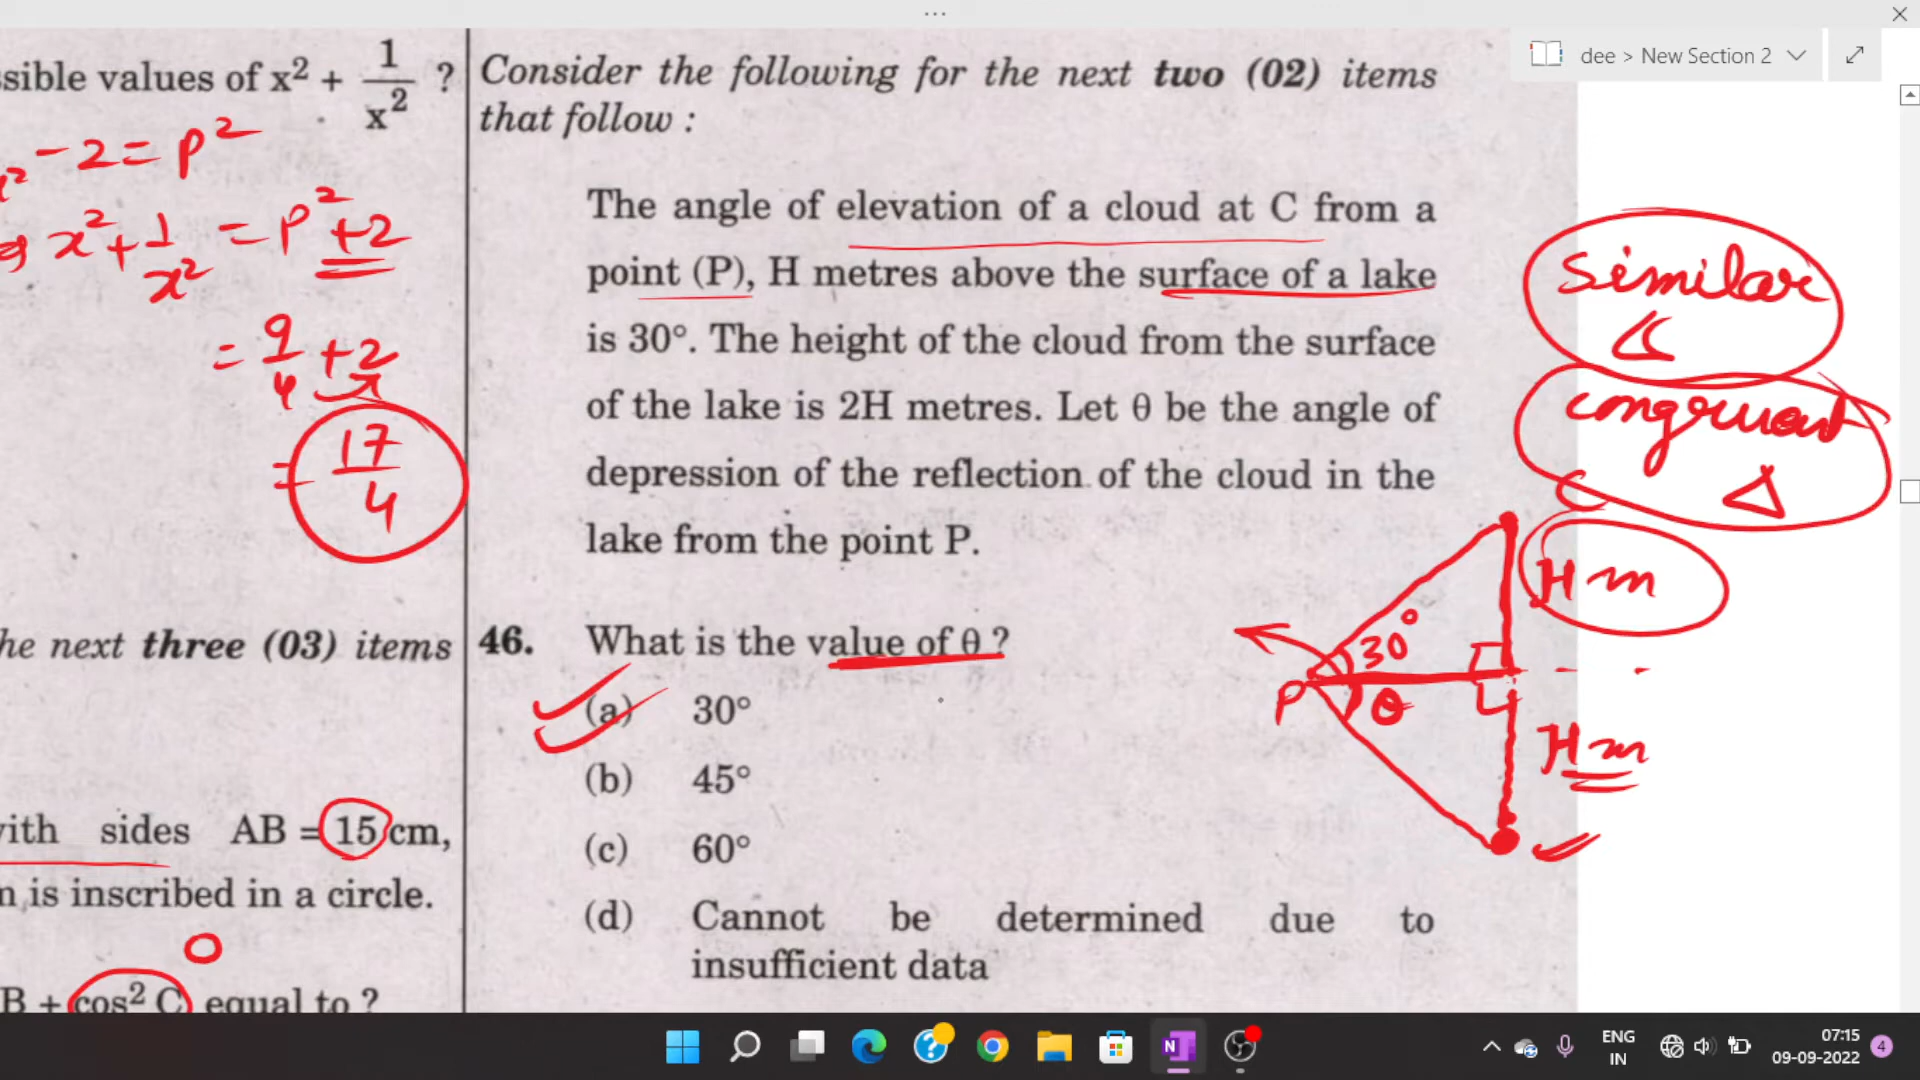 dee > New Section 2
ssible values of x² + 1/x² ?
x² - 2 = p²
⇒ x² + 1/x² = p² + 2
= 9/4 + 2
= 17/4
he next three (03) items
with sides AB = 15 cm,
n is inscribed in a circle.
O
B + cos² C equal to ?
Consider the following for the next two (02) items
that follow :
The angle of elevation of a cloud at C from a
point (P), H metres above the surface of a lake
is 30°. The height of the cloud from the surface
of the lake is 2H metres. Let θ be the angle of
depression of the reflection of the cloud in the
lake from the point P.
46. What is the value of θ ?
(a) 30°
(b) 45°
(c) 60°
(d) Cannot be determined due to
insufficient data
Similar
congruent
C
H m
30°
P
θ
H m
ENG
IN
07:15
09-09-2022
4